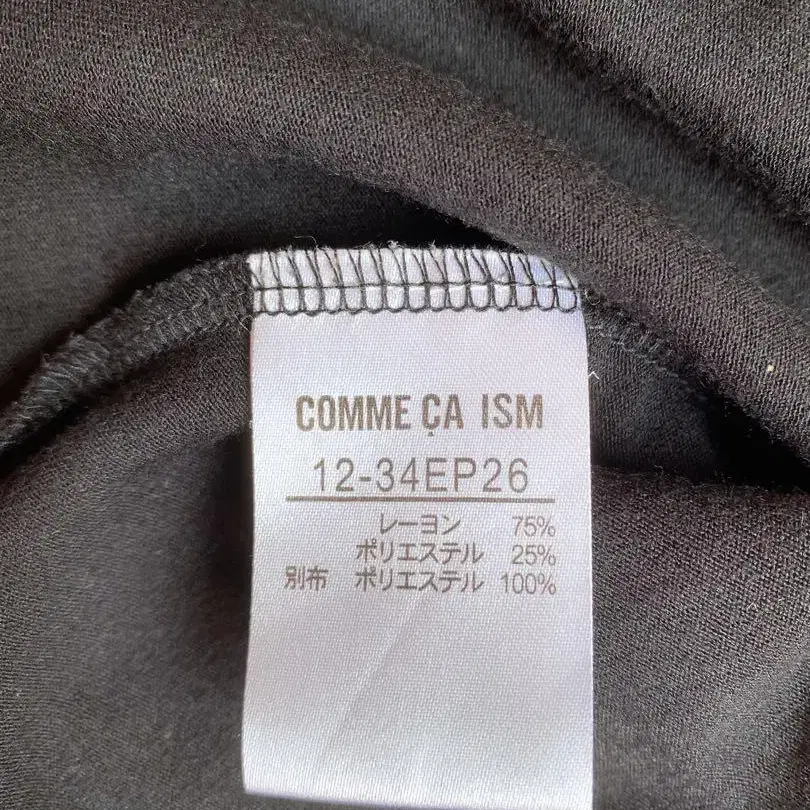 COMME ÇA ISM
12-34EP26
レーヨン 75%
ポリエステル 25%
別布 ポリエステル 100%